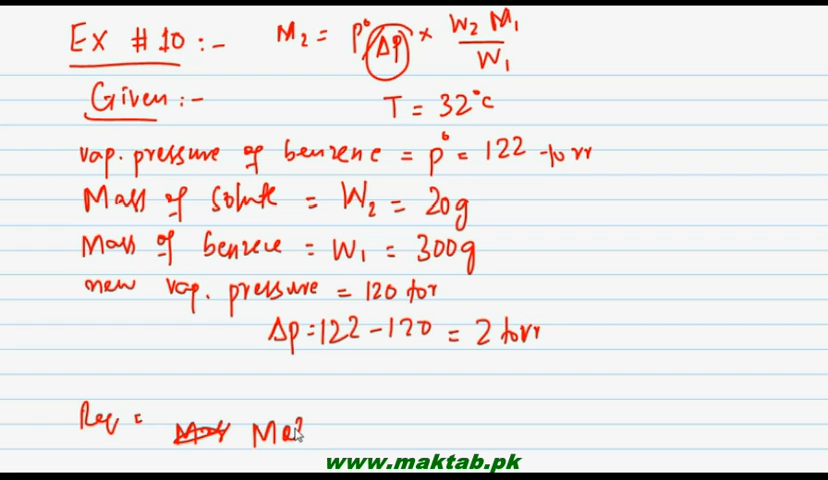 Ex #10 :- M₂ = P°/ΔP × W₂ M₁ / W₁
Given :- T = 32°C
vap. pressure of benzene = P° = 122 torr
Mass of Solute = W₂ = 20g
Mass of benzene = W₁ = 300g
new vap. pressure = 120 tor
ΔP = 122 - 120 = 2 torr
Req =
www.maktab.pk